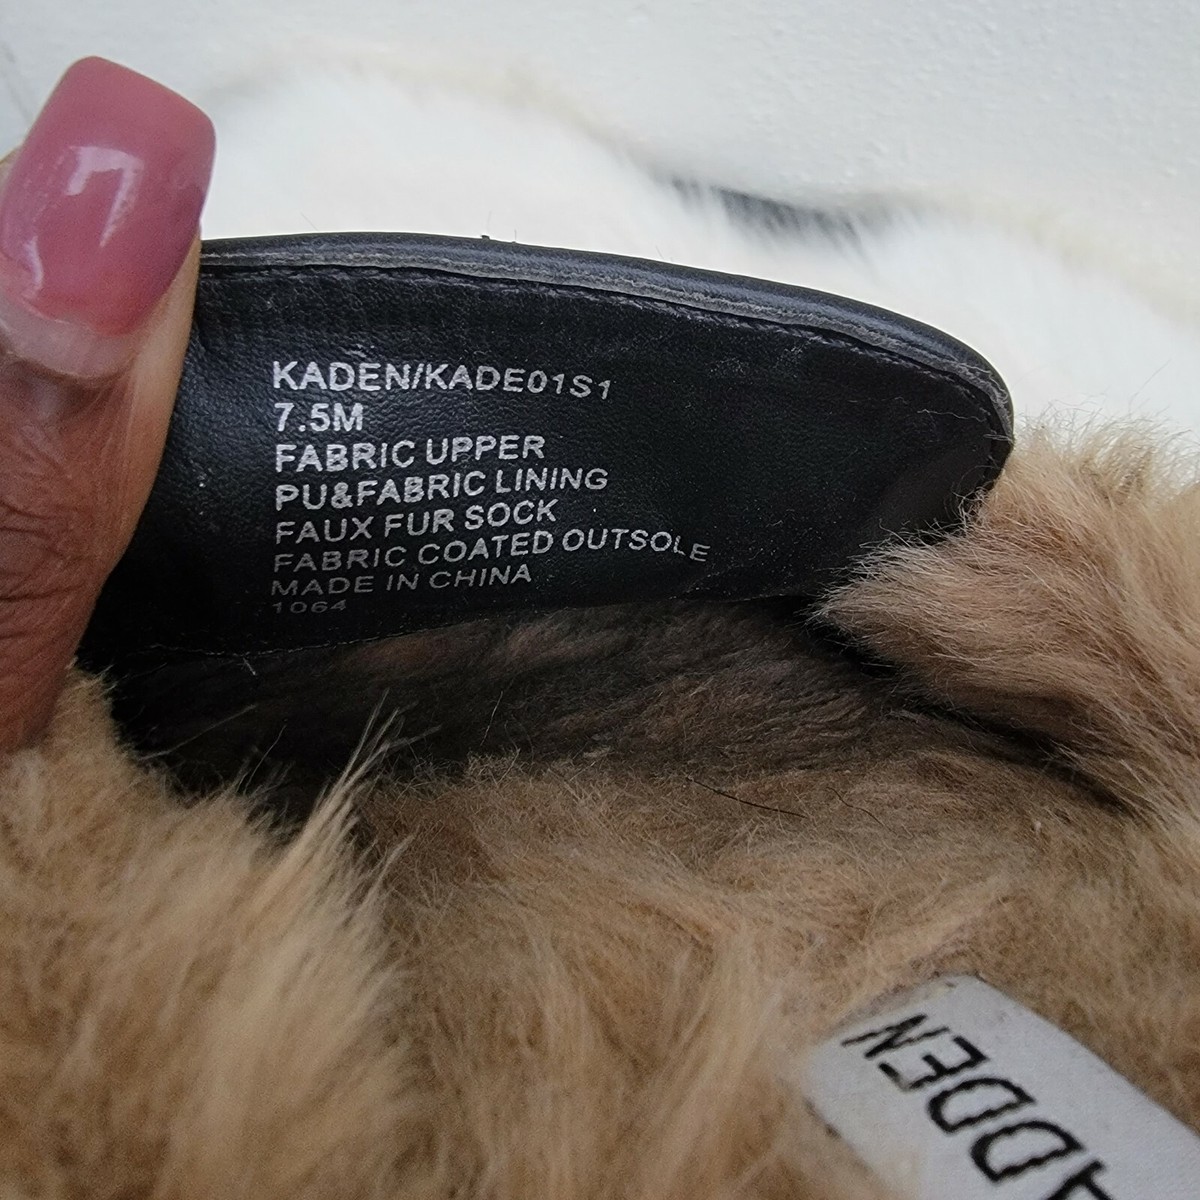 KADEN/KADE01S1
7.5M
FABRIC UPPER
PU&FABRIC LINING
FAUX FUR SOCK
FABRIC COATED OUTSOLE
MADE IN CHINA
1064
ADDEN